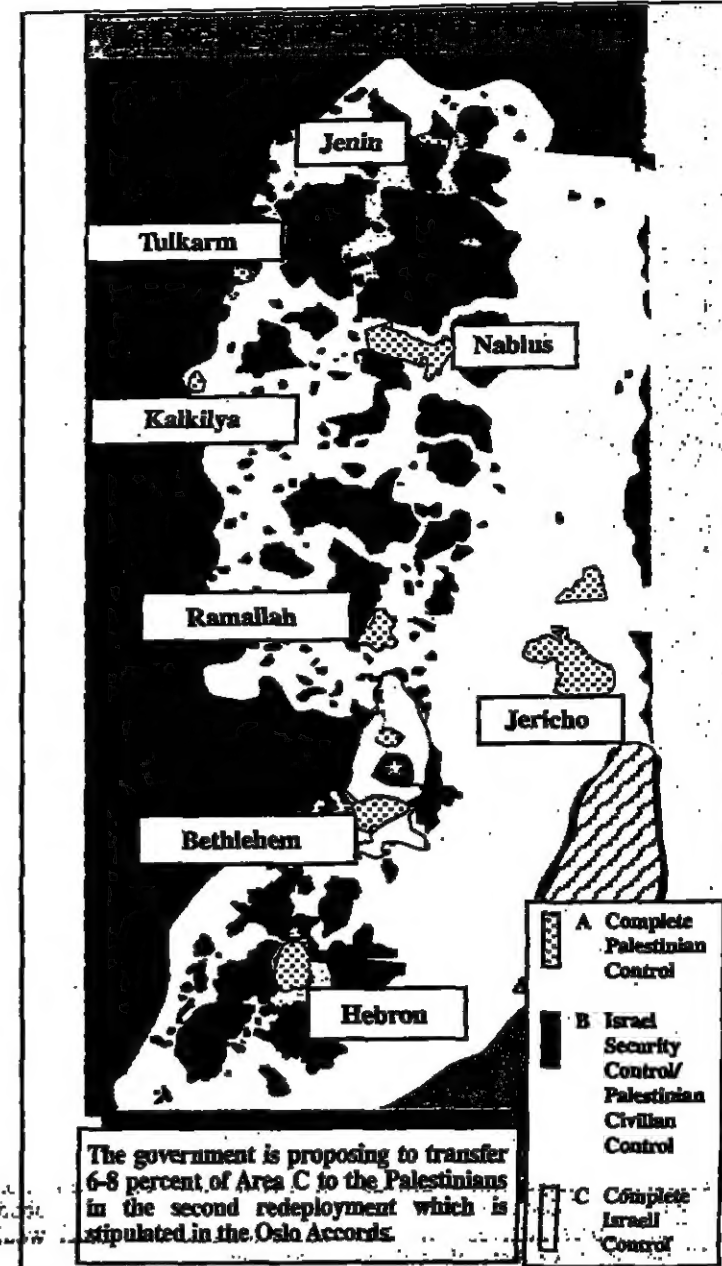 Jenin
Tulkarm
Nablus
Kalkilya
Ramallah
Jericho
Bethlehem
Hebron
A Complete
Palestinian
Control
B Israel
Security
Control/
Palestinian
Civilian
Control
C Complete
Israeli
Control
The government is proposing to transfer
6-8 percent of Area C to the Palestinians
in the second redeployment which is
stipulated in the Oslo Accords.